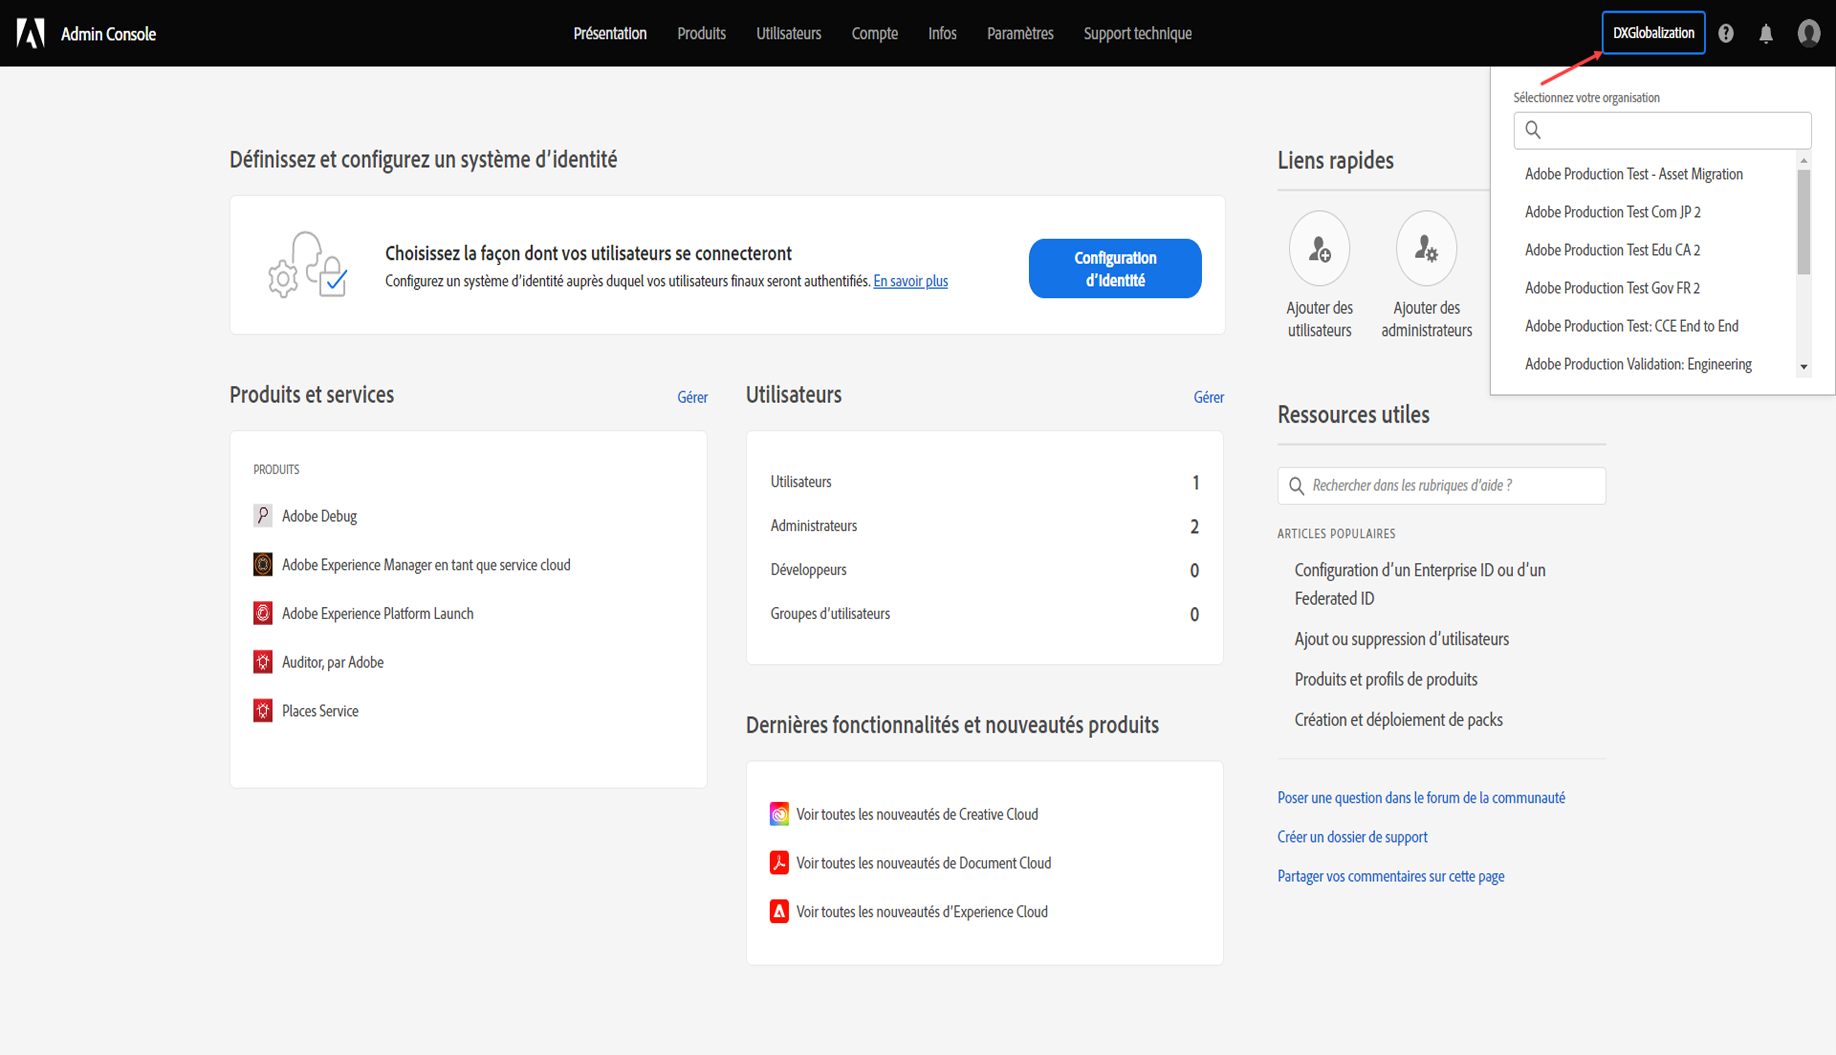 Admin Console
Présentation
Produits
Utilisateurs
Compte
Infos
Paramètres
Support technique
DXGlobalization
Sélectionnez votre organisation
Adobe Production Test - Asset Migration
Adobe Production Test Com JP 2
Adobe Production Test Edu CA 2
Adobe Production Test Gov FR 2
Adobe Production Test: CCE End to End
Adobe Production Validation: Engineering
Définissez et configurez un système d’identité
Choisissez la façon dont vos utilisateurs se connecteront
Configurez un système d’identité auprès duquel vos utilisateurs finaux seront authentifiés. En savoir plus
Configuration
d’identité
Liens rapides
Ajouter des
utilisateurs
Ajouter des
administrateurs
Produits et services
Gérer
PRODUITS
Adobe Debug
Adobe Experience Manager en tant que service cloud
Adobe Experience Platform Launch
Auditor, par Adobe
Places Service
Utilisateurs
Gérer
Utilisateurs 1
Administrateurs 2
Développeurs 0
Groupes d’utilisateurs 0
Dernières fonctionnalités et nouveautés produits
Voir toutes les nouveautés de Creative Cloud
Voir toutes les nouveautés de Document Cloud
Voir toutes les nouveautés d’Experience Cloud
Ressources utiles
Rechercher dans les rubriques d’aide ?
ARTICLES POPULAIRES
Configuration d’un Enterprise ID ou d’un
Federated ID
Ajout ou suppression d’utilisateurs
Produits et profils de produits
Création et déploiement de packs
Poser une question dans le forum de la communauté
Créer un dossier de support
Partager vos commentaires sur cette page